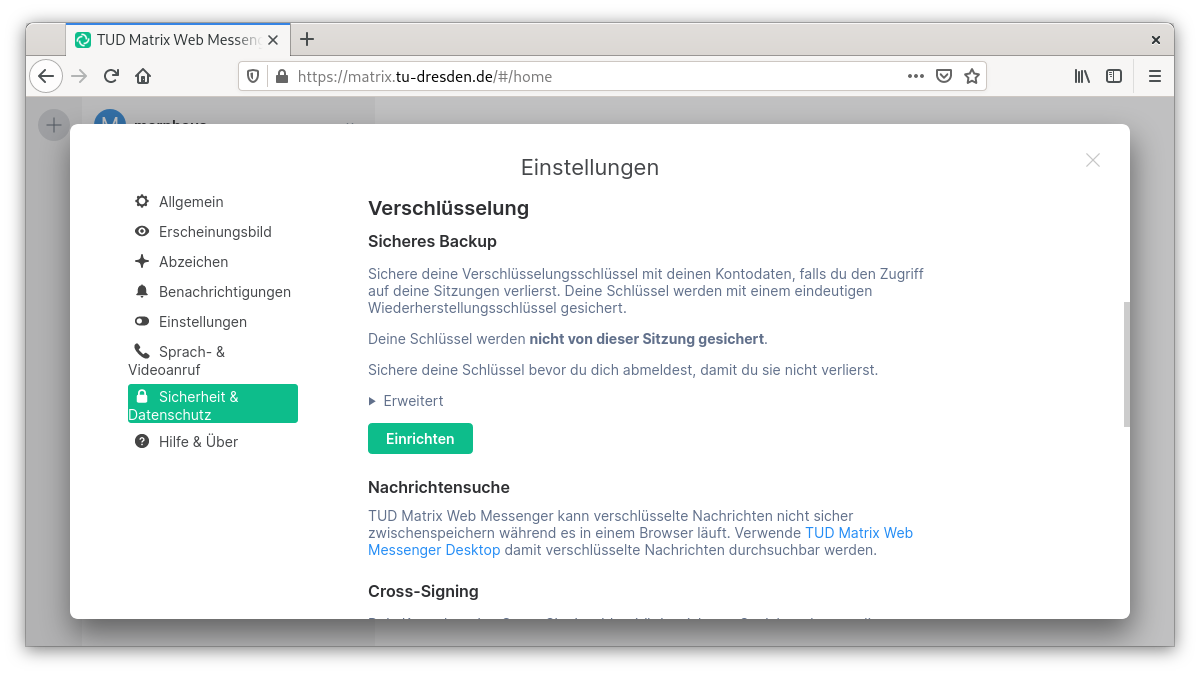 TUD Matrix Web Messeng
https://matrix.tu-dresden.de/#/home
Einstellungen
Allgemein
Erscheinungsbild
Abzeichen
Benachrichtigungen
Einstellungen
Sprach- &
Videoanruf
Sicherheit &
Datenschutz
Hilfe & Über
Verschlüsselung
Sicheres Backup
Sichere deine Verschlüsselungsschlüssel mit deinen Kontodaten, falls du den Zugriff
auf deine Sitzungen verlierst. Deine Schlüssel werden mit einem eindeutigen
Wiederherstellungsschlüssel gesichert.
Deine Schlüssel werden nicht von dieser Sitzung gesichert.
Sichere deine Schlüssel bevor du dich abmeldest, damit du sie nicht verlierst.
Erweitert
Einrichten
Nachrichtensuche
TUD Matrix Web Messenger kann verschlüsselte Nachrichten nicht sicher
zwischenspeichern während es in einem Browser läuft. Verwende TUD Matrix Web
Messenger Desktop damit verschlüsselte Nachrichten durchsuchbar werden.
Cross-Signing